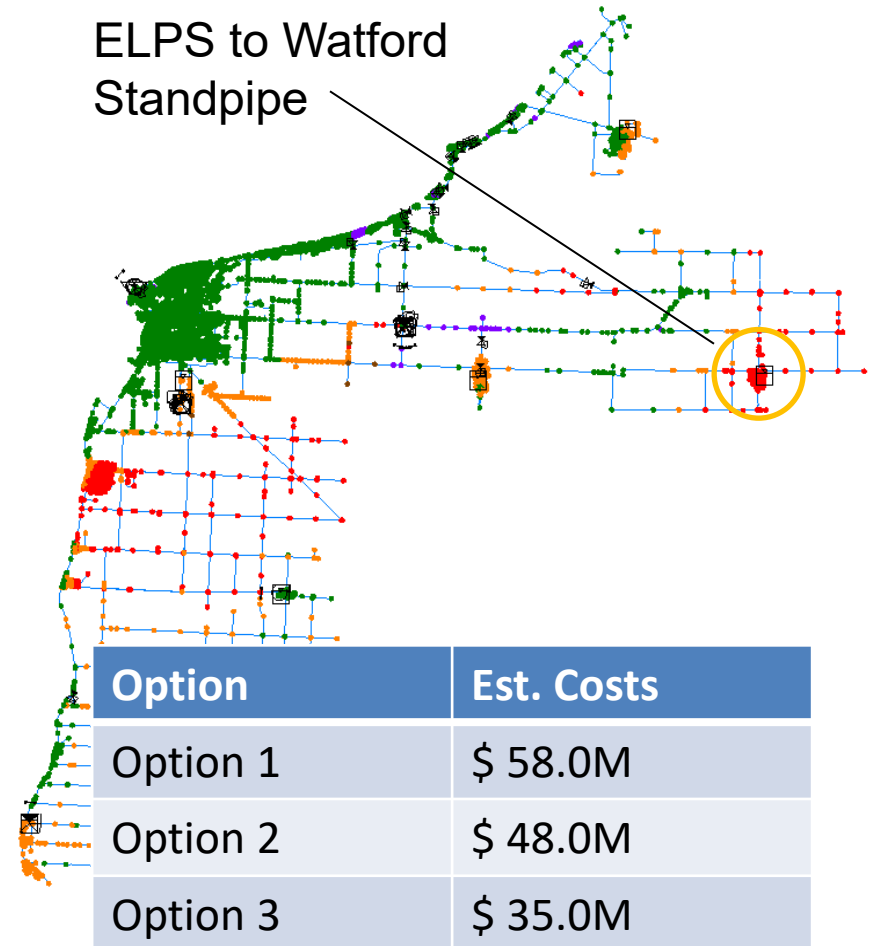 ELPS to Watford
Standpipe
Option Est. Costs
Option 1 $ 58.0M
Option 2 $ 48.0M
Option 3 $ 35.0M